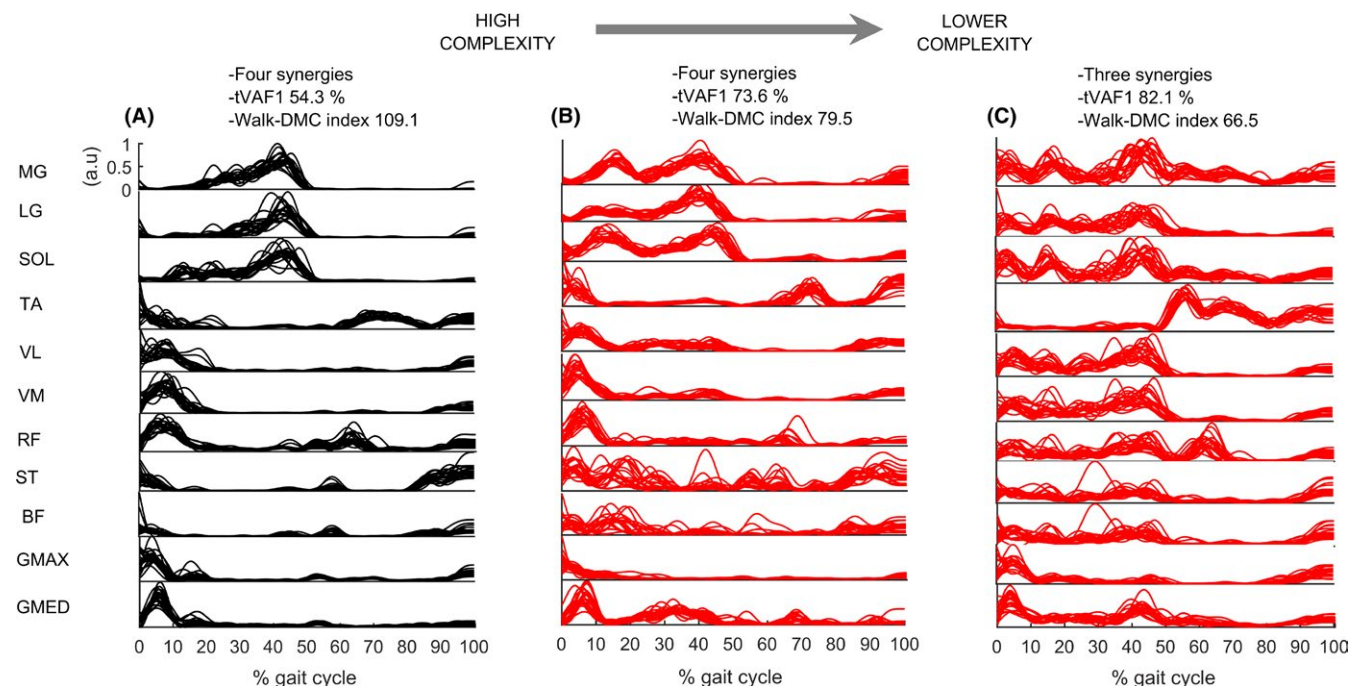 HIGH
COMPLEXITY
LOWER
COMPLEXITY
-Four synergies
-tVAF1 54.3 %
-Walk-DMC index 109.1
-Four synergies
-tVAF1 73.6 %
-Walk-DMC index 79.5
-Three synergies
-tVAF1 82.1 %
-Walk-DMC index 66.5
(A)
(B)
(C)
(a.u)
1
0.5
0
MG
LG
SOL
TA
VL
VM
RF
ST
BF
GMAX
GMED
0 10 20 30 40 50 60 70 80 90 100
0 10 20 30 40 50 60 70 80 90 100
0 10 20 30 40 50 60 70 80 90 100
% gait cycle
% gait cycle
% gait cycle